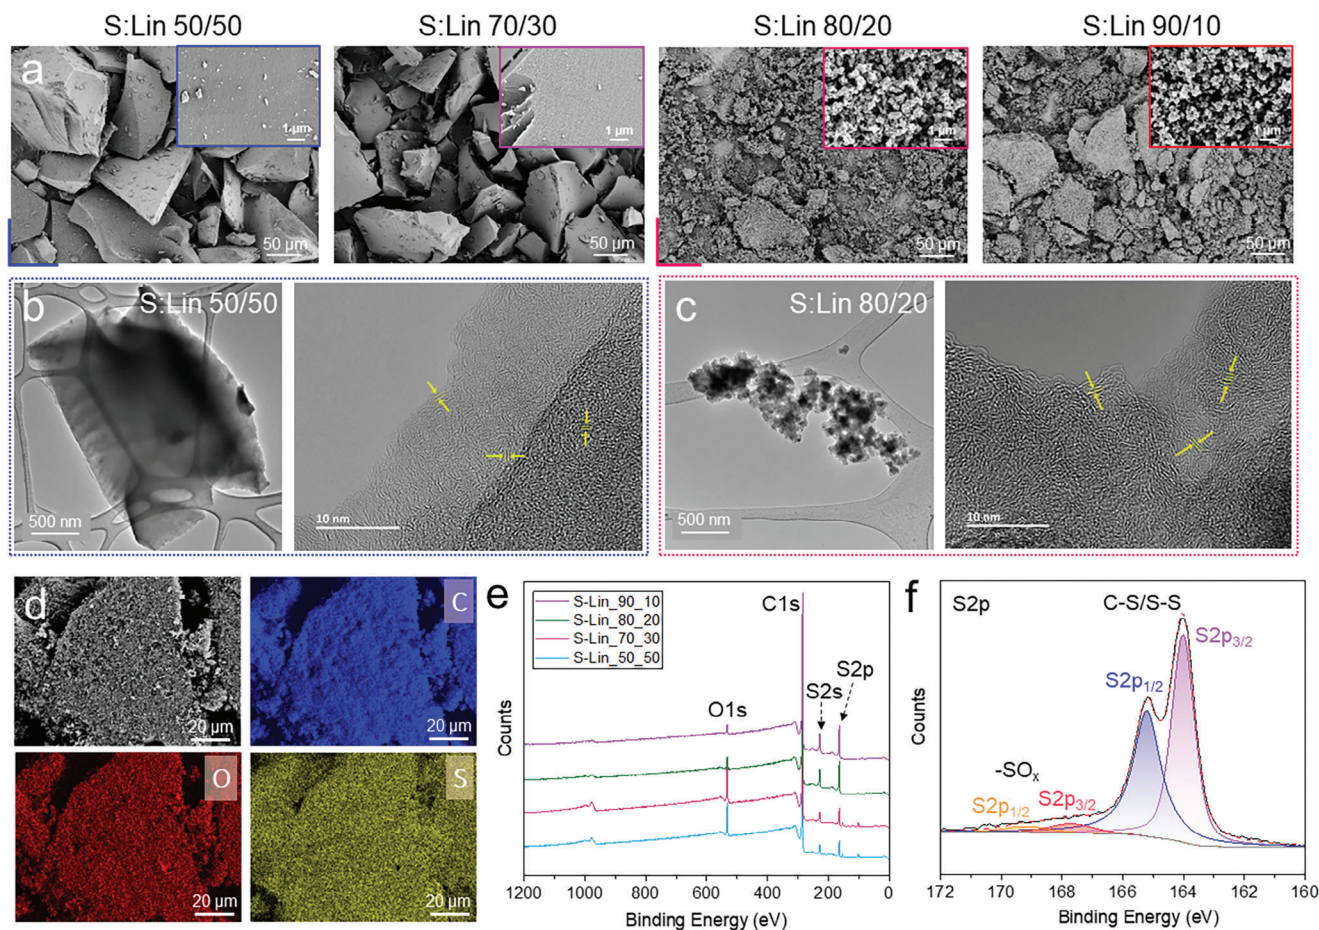 S:Lin 50/50
S:Lin 70/30
S:Lin 80/20
S:Lin 90/10
a
1 µm
50 µm
1 µm
50 µm
1 µm
50 µm
1 µm
50 µm
b
S:Lin 50/50
500 nm
10 nm
c
S:Lin 80/20
500 nm
10 nm
d
20 µm
C
20 µm
O
20 µm
S
20 µm
e
S-Lin_90_10
S-Lin_80_20
S-Lin_70_30
S-Lin_50_50
C1s
S2s
S2p
O1s
Counts
1200 1000 800 600 400 200 0
Binding Energy (eV)
f
S2p
C-S/S-S
S2p3/2
S2p1/2
-SOx
S2p1/2
S2p3/2
Counts
172 170 168 166 164 162 160
Binding Energy (eV)